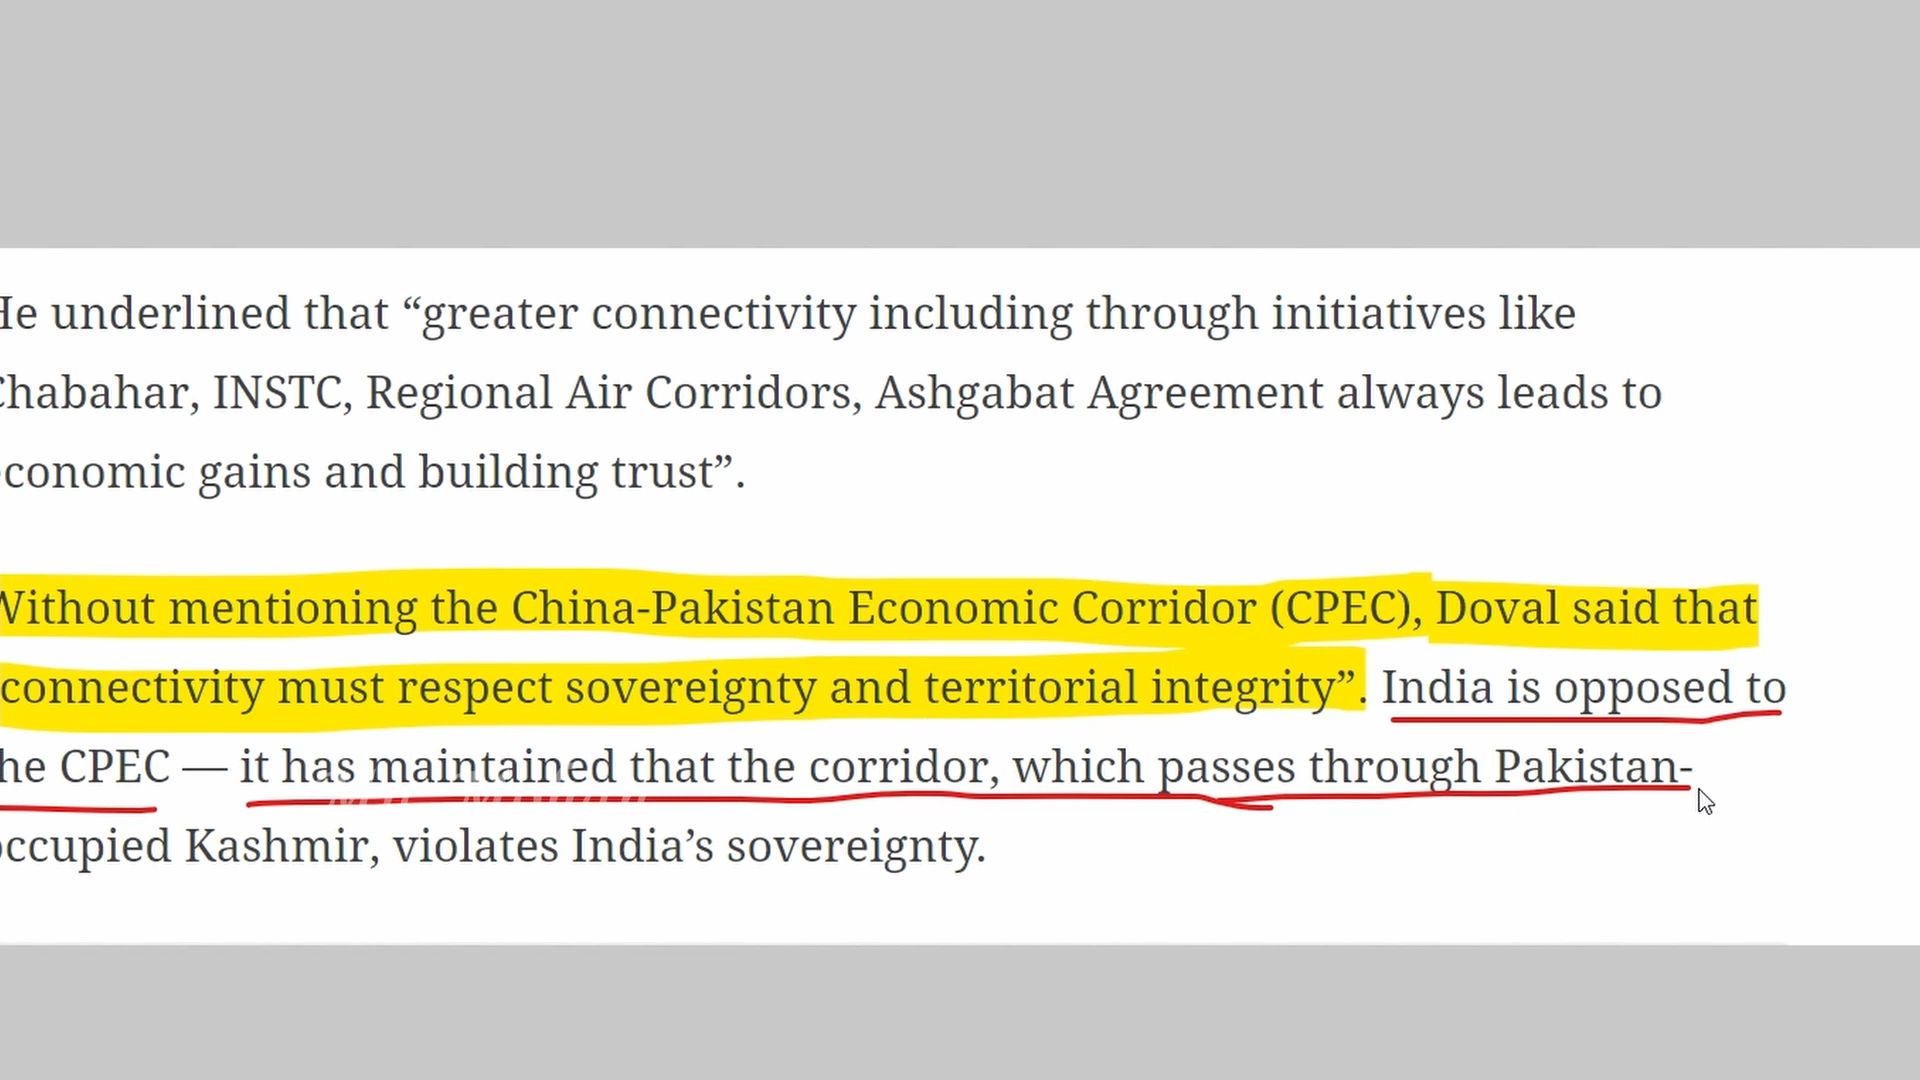 He underlined that “greater connectivity including through initiatives like
Chabahar, INSTC, Regional Air Corridors, Ashgabat Agreement always leads to
economic gains and building trust”.
Without mentioning the China-Pakistan Economic Corridor (CPEC), Doval said that
connectivity must respect sovereignty and territorial integrity”. India is opposed to
the CPEC — it has maintained that the corridor, which passes through Pakistan-
occupied Kashmir, violates India’s sovereignty.